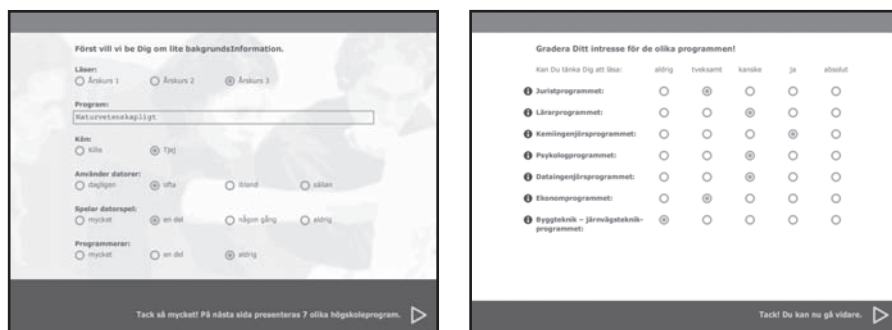 Först vill vi be Dig om lite bakgrundsInformation.
Läser:
Årskurs 1 Årskurs 2 Årskurs 3
Program:
Naturvetenskapligt
Kön:
Kille Tjej
Använder datorer:
dagligen ofta ibland sällan
Spelar datorspel:
mycket en del någon gång aldrig
Programmerar:
mycket en del aldrig
Tack så mycket! På nästa sida presenteras 7 olika högskoleprogram.
Gradera Ditt intresse för de olika programmen!
Kan Du tänka Dig att läsa: aldrig tveksamt kanske ja absolut
Juristprogrammet:
Lärarprogrammet:
Kemiingenjörsprogrammet:
Psykologprogrammet:
Dataingenjörsprogrammet:
Ekonomprogrammet:
Byggteknik – järnvägsteknik-
programmet:
Tack! Du kan nu gå vidare.